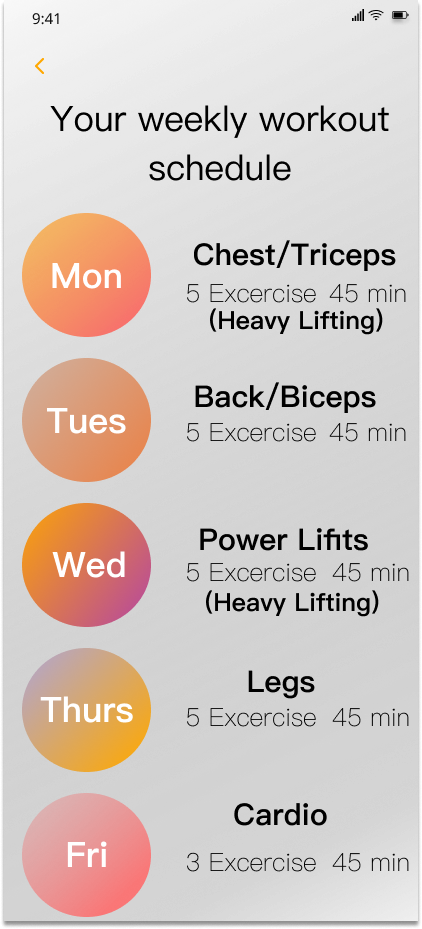 9:41
Your weekly workout
schedule
Mon
Chest/Triceps
5 Excercise 45 min
(Heavy Lifting)
Tues
Back/Biceps
5 Excercise 45 min
Wed
Power Lifits
5 Excercise 45 min
(Heavy Lifting)
Thurs
Legs
5 Excercise 45 min
Fri
Cardio
3 Excercise 45 min